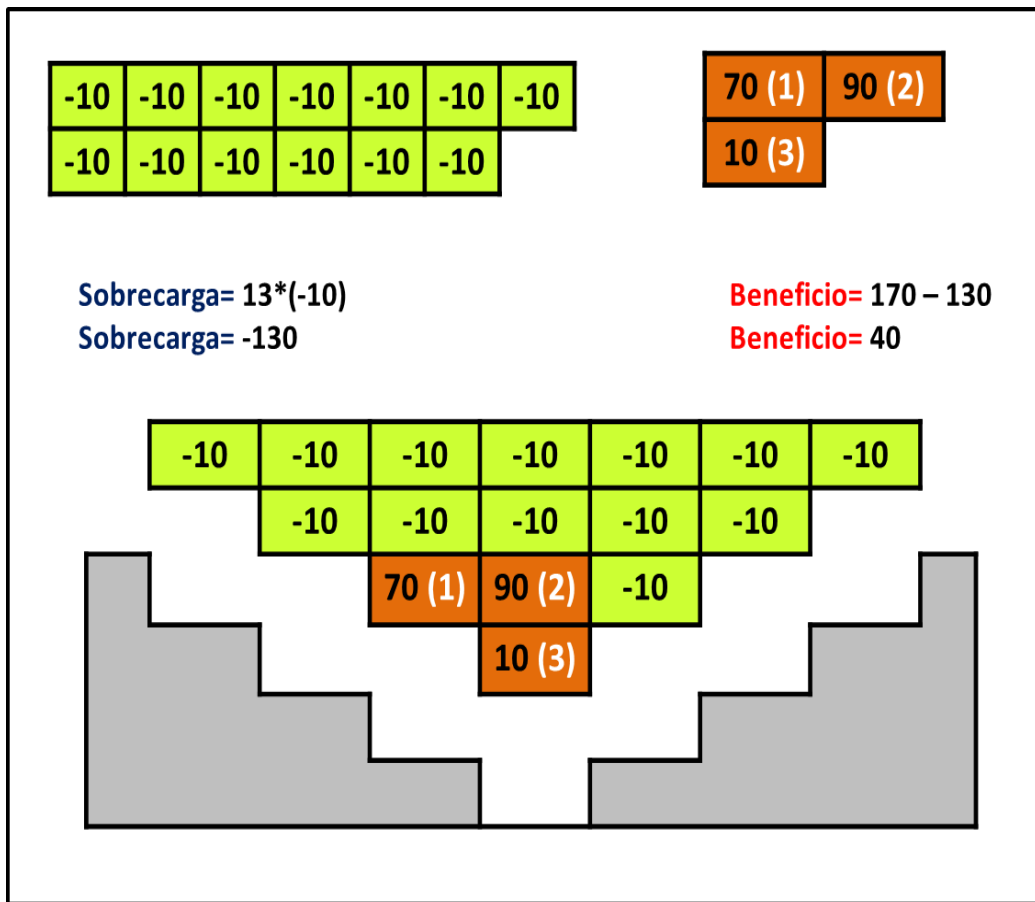 -10 -10 -10 -10 -10 -10 -10
-10 -10 -10 -10 -10 -10
70 (1) 90 (2)
10 (3)
Sobrecarga= 13*(-10)
Sobrecarga= -130
Beneficio= 170 – 130
Beneficio= 40
-10 -10 -10 -10 -10 -10 -10
-10 -10 -10 -10 -10
70 (1) 90 (2) -10
10 (3)